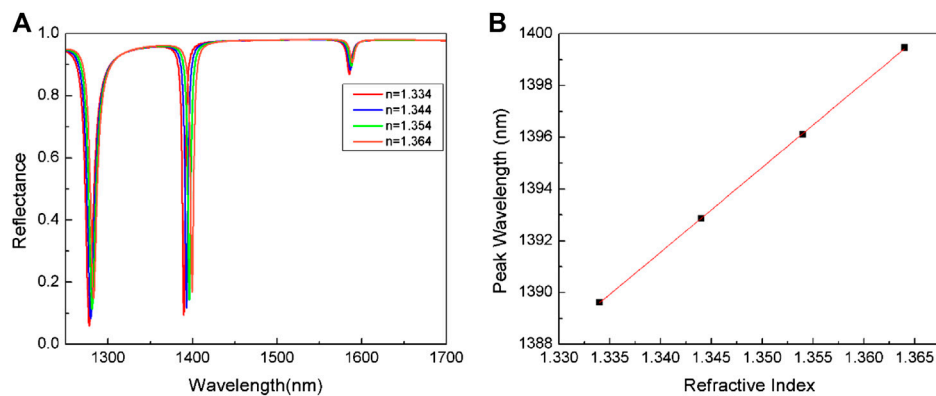 A
1.0
0.8
0.6
0.4
0.2
0.0
Reflectance
1300
1400
1500
1600
1700
Wavelength(nm)
n=1.334
n=1.344
n=1.354
n=1.364
B
1400
1398
1396
1394
1392
1390
1388
Peak Wavelength (nm)
1.330
1.335
1.340
1.345
1.350
1.355
1.360
1.365
Refractive Index